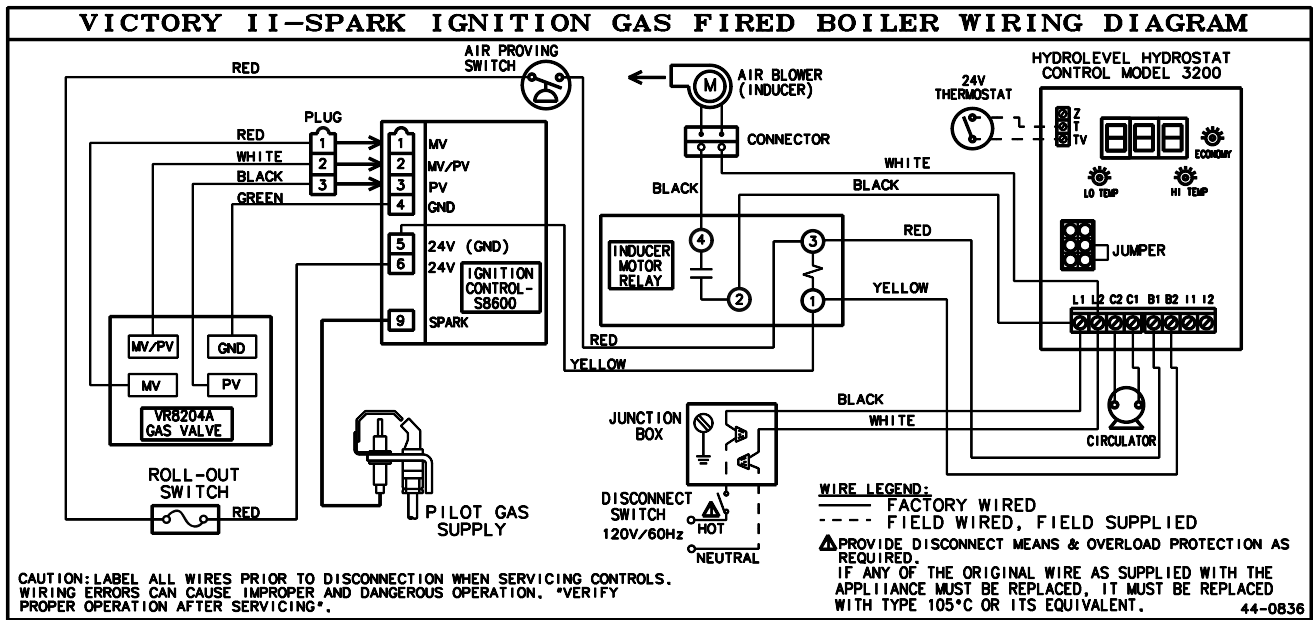 VICTORY II-SPARK IGNITION GAS FIRED BOILER WIRING DIAGRAM
AIR PROVING
SWITCH
RED
M
AIR BLOWER
(INDUCER)
CONNECTOR
24V
THERMOSTAT
HYDROLEVEL HYDROSTAT
CONTROL MODEL 3200
Z
T
TV
ECONOMY
LO TEMP
HI TEMP
JUMPER
L1 L2 C2 C1 B1 B2 I1 I2
PLUG
RED
WHITE
BLACK
GREEN
1
2
3
1 MV
2 MV/PV
3 PV
4 GND
5 24V (GND)
6 24V
IGNITION
CONTROL-
S8600
9 SPARK
WHITE
BLACK
BLACK
RED
YELLOW
INDUCER
MOTOR
RELAY
4
2
3
1
RED
YELLOW
MV/PV
GND
MV
PV
VR8204A
GAS VALVE
ROLL-OUT
SWITCH
RED
PILOT GAS
SUPPLY
JUNCTION
BOX
BLACK
WHITE
CIRCULATOR
DISCONNECT
SWITCH
120V/60Hz
HOT
NEUTRAL
WIRE LEGEND:
FACTORY WIRED
FIELD WIRED, FIELD SUPPLIED
PROVIDE DISCONNECT MEANS & OVERLOAD PROTECTION AS
REQUIRED.
IF ANY OF THE ORIGINAL WIRE AS SUPPLIED WITH THE
APPLIIANCE MUST BE REPLACED, IT MUST BE REPLACED
WITH TYPE 105°C OR ITS EQUIVALENT.
44-0836
CAUTION: LABEL ALL WIRES PRIOR TO DISCONNECTION WHEN SERVICING CONTROLS.
WIRING ERRORS CAN CAUSE IMPROPER AND DANGEROUS OPERATION. "VERIFY
PROPER OPERATION AFTER SERVICING".